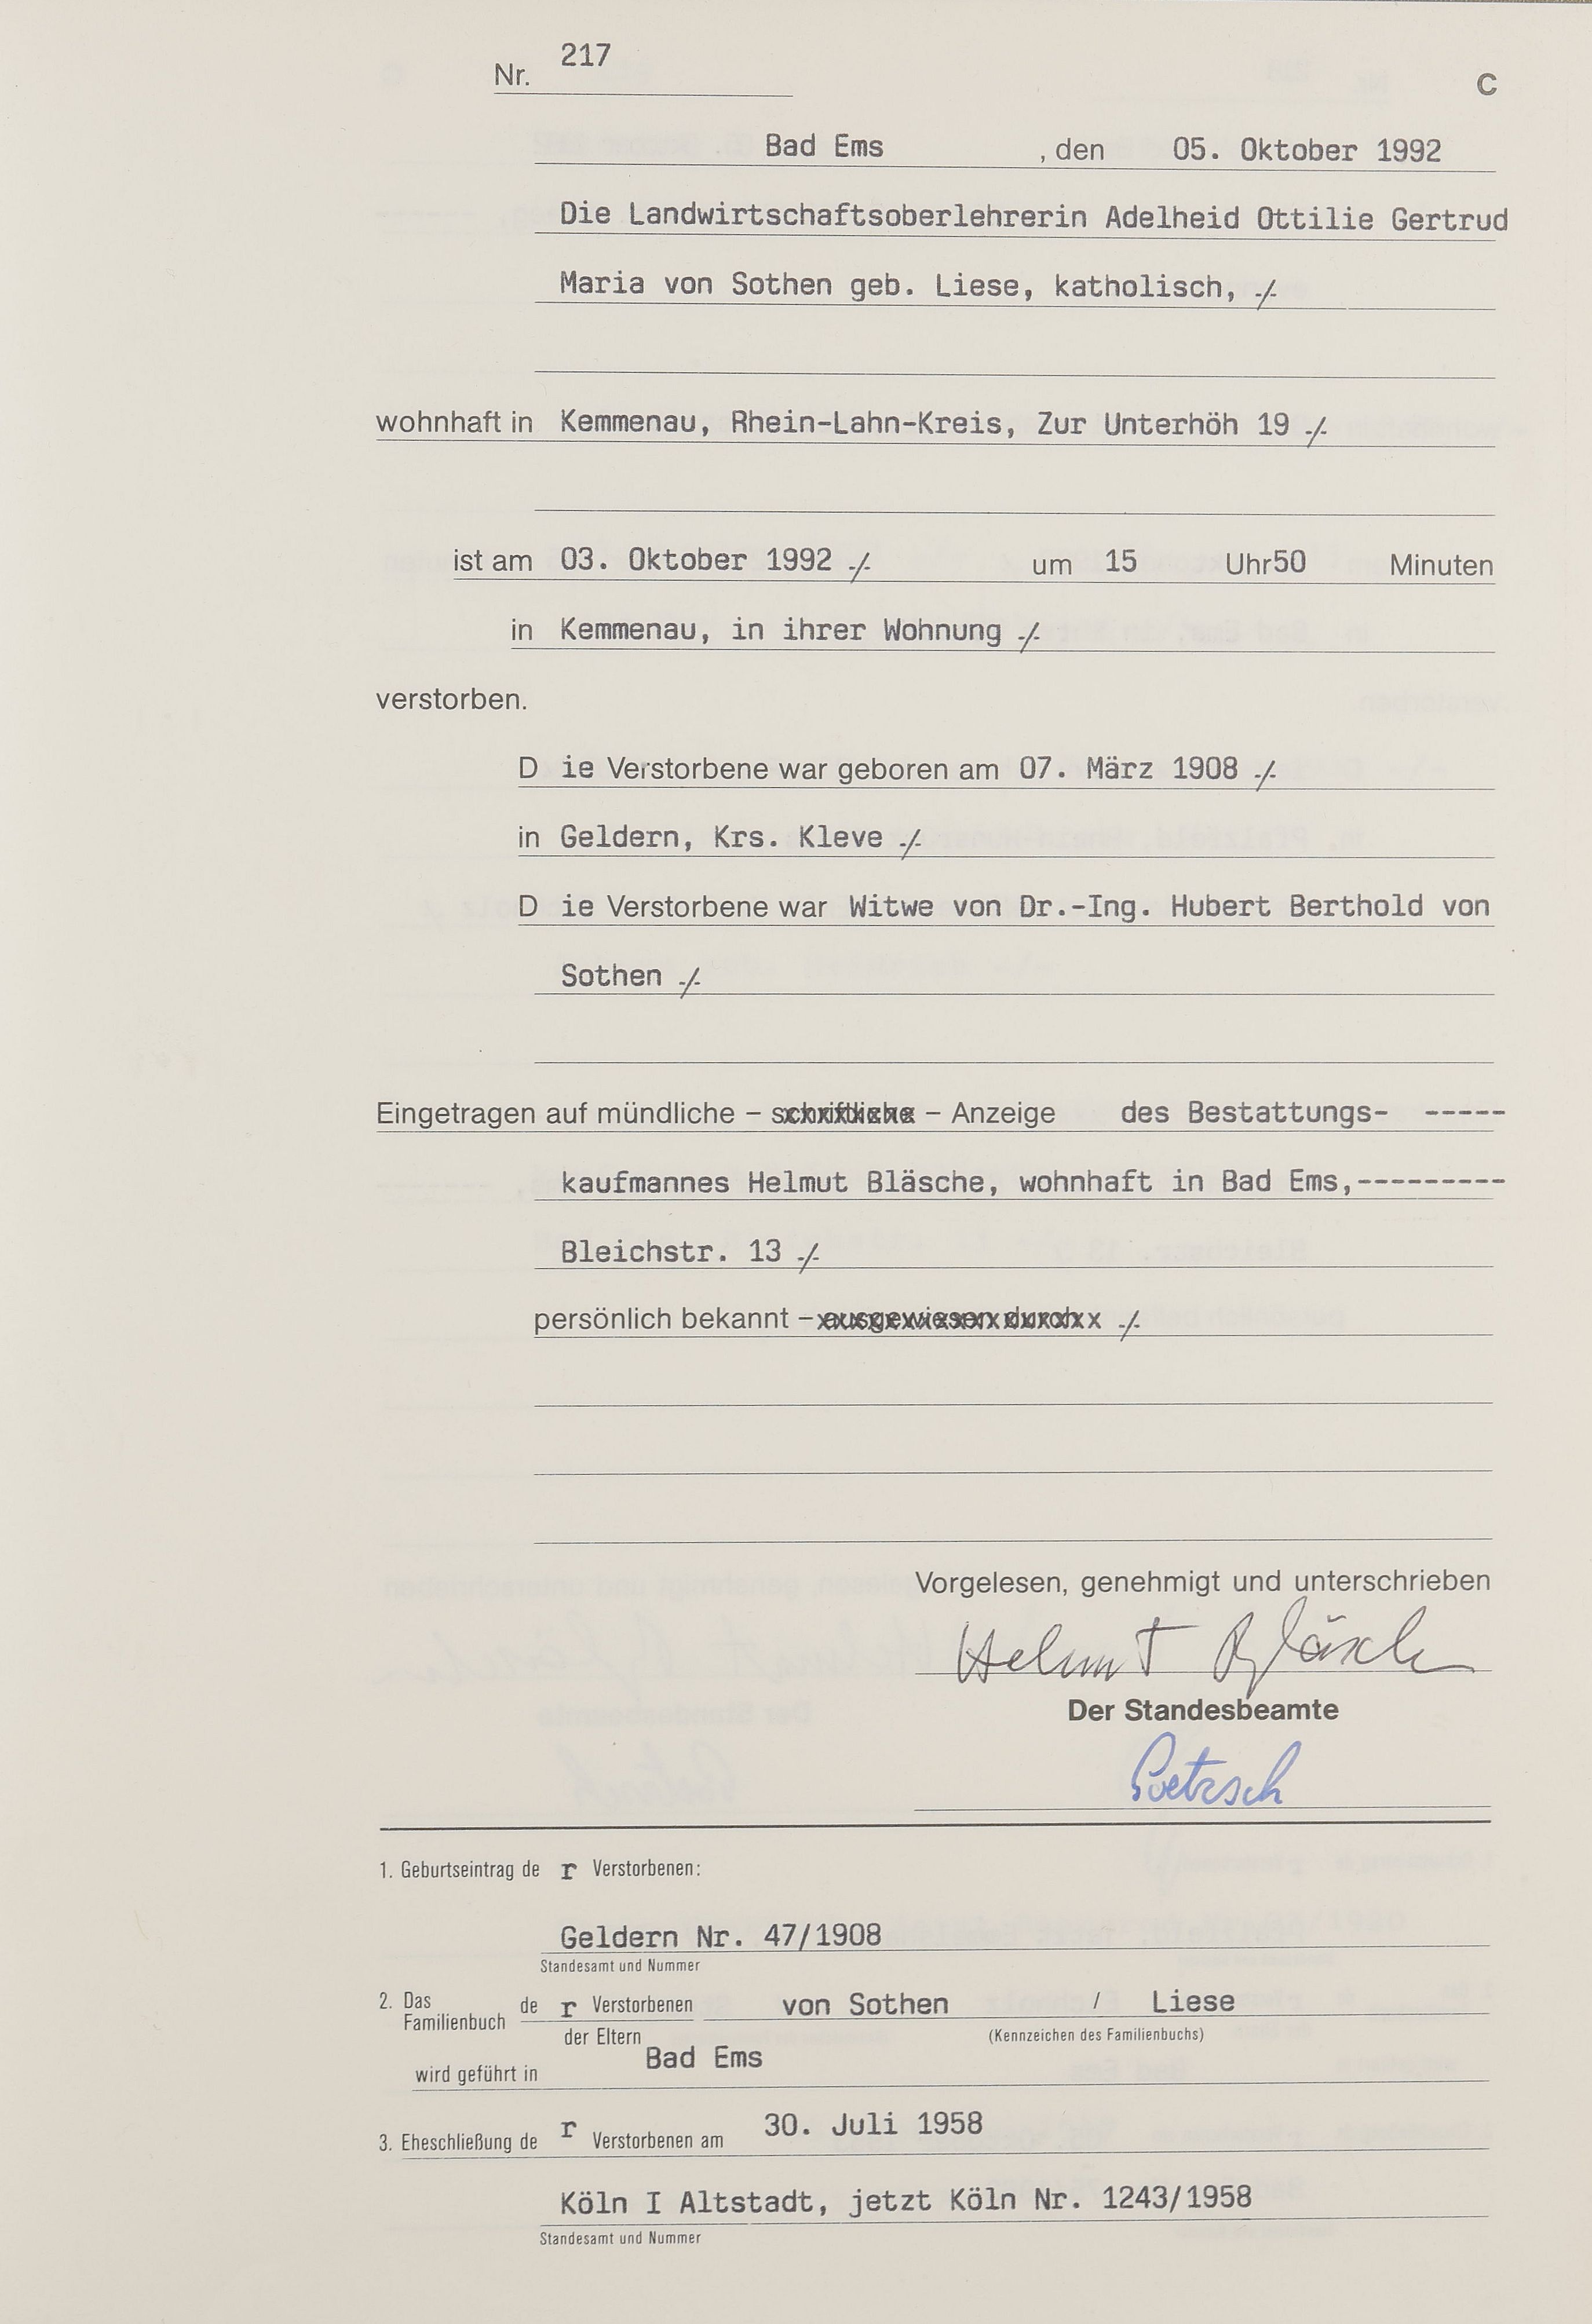 Nr. 217
C
Bad Ems , den 05. Oktober 1992
Die Landwirtschaftsoberlehrerin Adelheid Ottilie Gertrud
Maria von Sothen geb. Liese, katholisch, ./.
wohnhaft in Kemmenau, Rhein-Lahn-Kreis, Zur Unterhöh 19 ./.
ist am 03. Oktober 1992 ./. um 15 Uhr 50 Minuten
in Kemmenau, in ihrer Wohnung ./.
verstorben.
D ie Verstorbene war geboren am 07. März 1908 ./.
in Geldern, Krs. Kleve ./.
D ie Verstorbene war Witwe von Dr.-Ing. Hubert Berthold von
Sothen ./.
Eingetragen auf mündliche – schriftliche – Anzeige des Bestattungs- -----
kaufmannes Helmut Bläsche, wohnhaft in Bad Ems,---------
Bleichstr. 13 ./.
persönlich bekannt – ausgewiesen durch ./.
Vorgelesen, genehmigt und unterschrieben
Helmut Bläsche
Der Standesbeamte
1. Geburtseintrag de r Verstorbenen:
Geldern Nr. 47/1908
Standesamt und Nummer
2. Das Familienbuch de r Verstorbenen von Sothen / Liese
der Eltern (Kennzeichen des Familienbuchs)
wird geführt in Bad Ems
3. Eheschließung de r Verstorbenen am 30. Juli 1958
Köln I Altstadt, jetzt Köln Nr. 1243/1958
Standesamt und Nummer